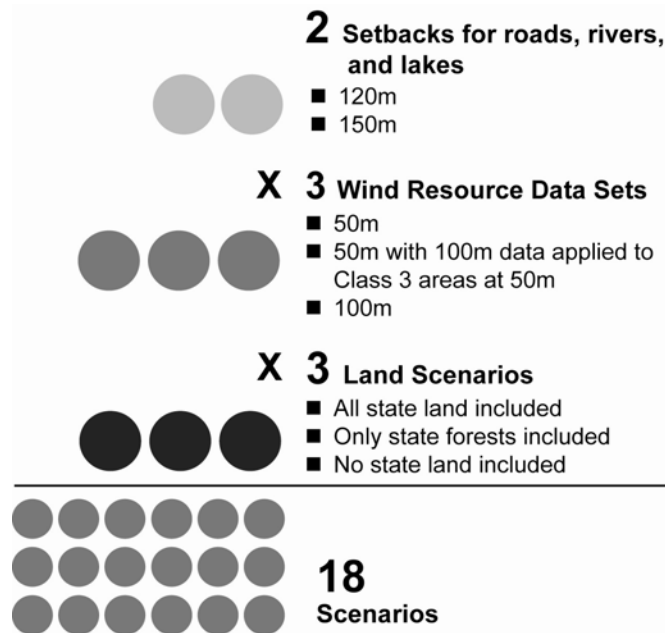 2 Setbacks for roads, rivers,
and lakes
■ 120m
■ 150m
X 3 Wind Resource Data Sets
■ 50m
■ 50m with 100m data applied to
Class 3 areas at 50m
■ 100m
X 3 Land Scenarios
■ All state land included
■ Only state forests included
■ No state land included
18
Scenarios